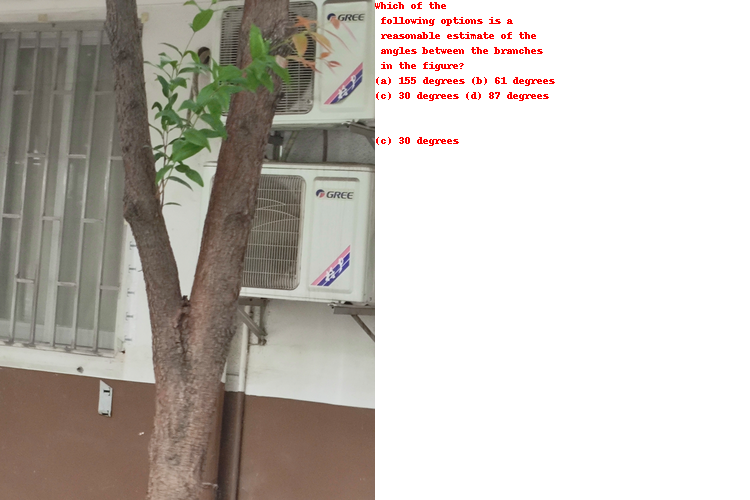 GREE
GREE
which of the
following options is a
reasonable estimate of the
angles between the branches
in the figure?
(a) 155 degrees (b) 61 degrees
(c) 30 degrees (d) 87 degrees
(c) 30 degrees